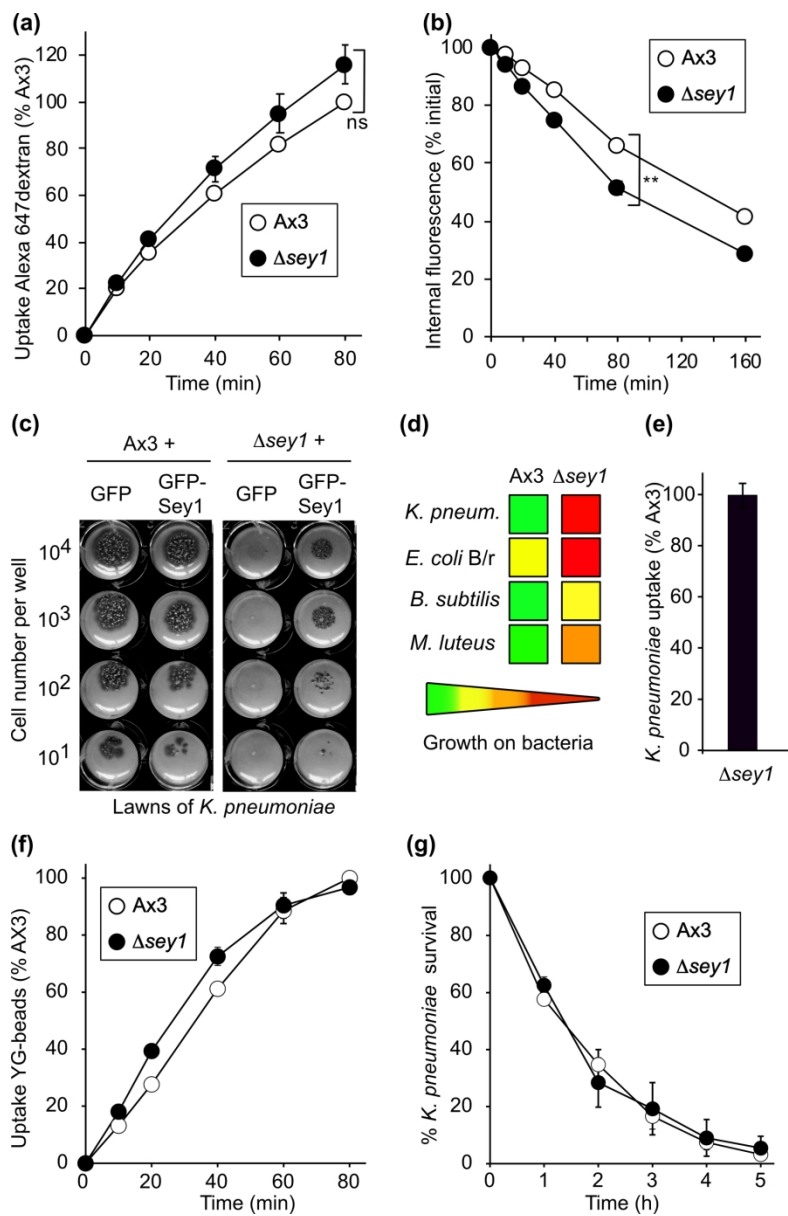 (a)
Uptake Alexa 647dextran (% Ax3)
120
100
80
60
40
20
0
0 20 40 60 80
Time (min)
Ax3
Δsey1
ns
(b)
Internal fluorescence (% initial)
100
80
60
40
20
0
0 40 80 120 160
Time (min)
Ax3
Δsey1
**
(c)
Ax3 + Δsey1 +
GFP GFP-Sey1 GFP GFP-Sey1
Cell number per well
10⁴
10³
10²
10¹
Lawns of K. pneumoniae
(d)
Ax3 Δsey1
K. pneum.
E. coli B/r
B. subtilis
M. luteus
Growth on bacteria
(e)
K. pneumoniae uptake (% Ax3)
100
80
60
40
20
0
Δsey1
(f)
Uptake YG-beads (% AX3)
100
80
60
40
20
0
0 20 40 60 80
Time (min)
Ax3
Δsey1
(g)
% K. pneumoniae survival
100
80
60
40
20
0
0 1 2 3 4 5
Time (h)
Ax3
Δsey1